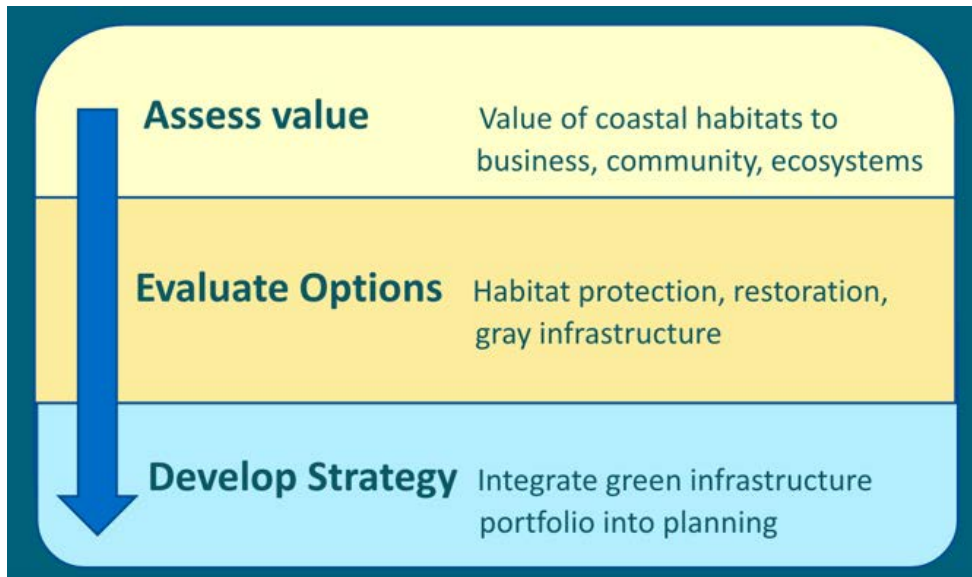 Assess value
Value of coastal habitats to
business, community, ecosystems
Evaluate Options
Habitat protection, restoration,
gray infrastructure
Develop Strategy
Integrate green infrastructure
portfolio into planning